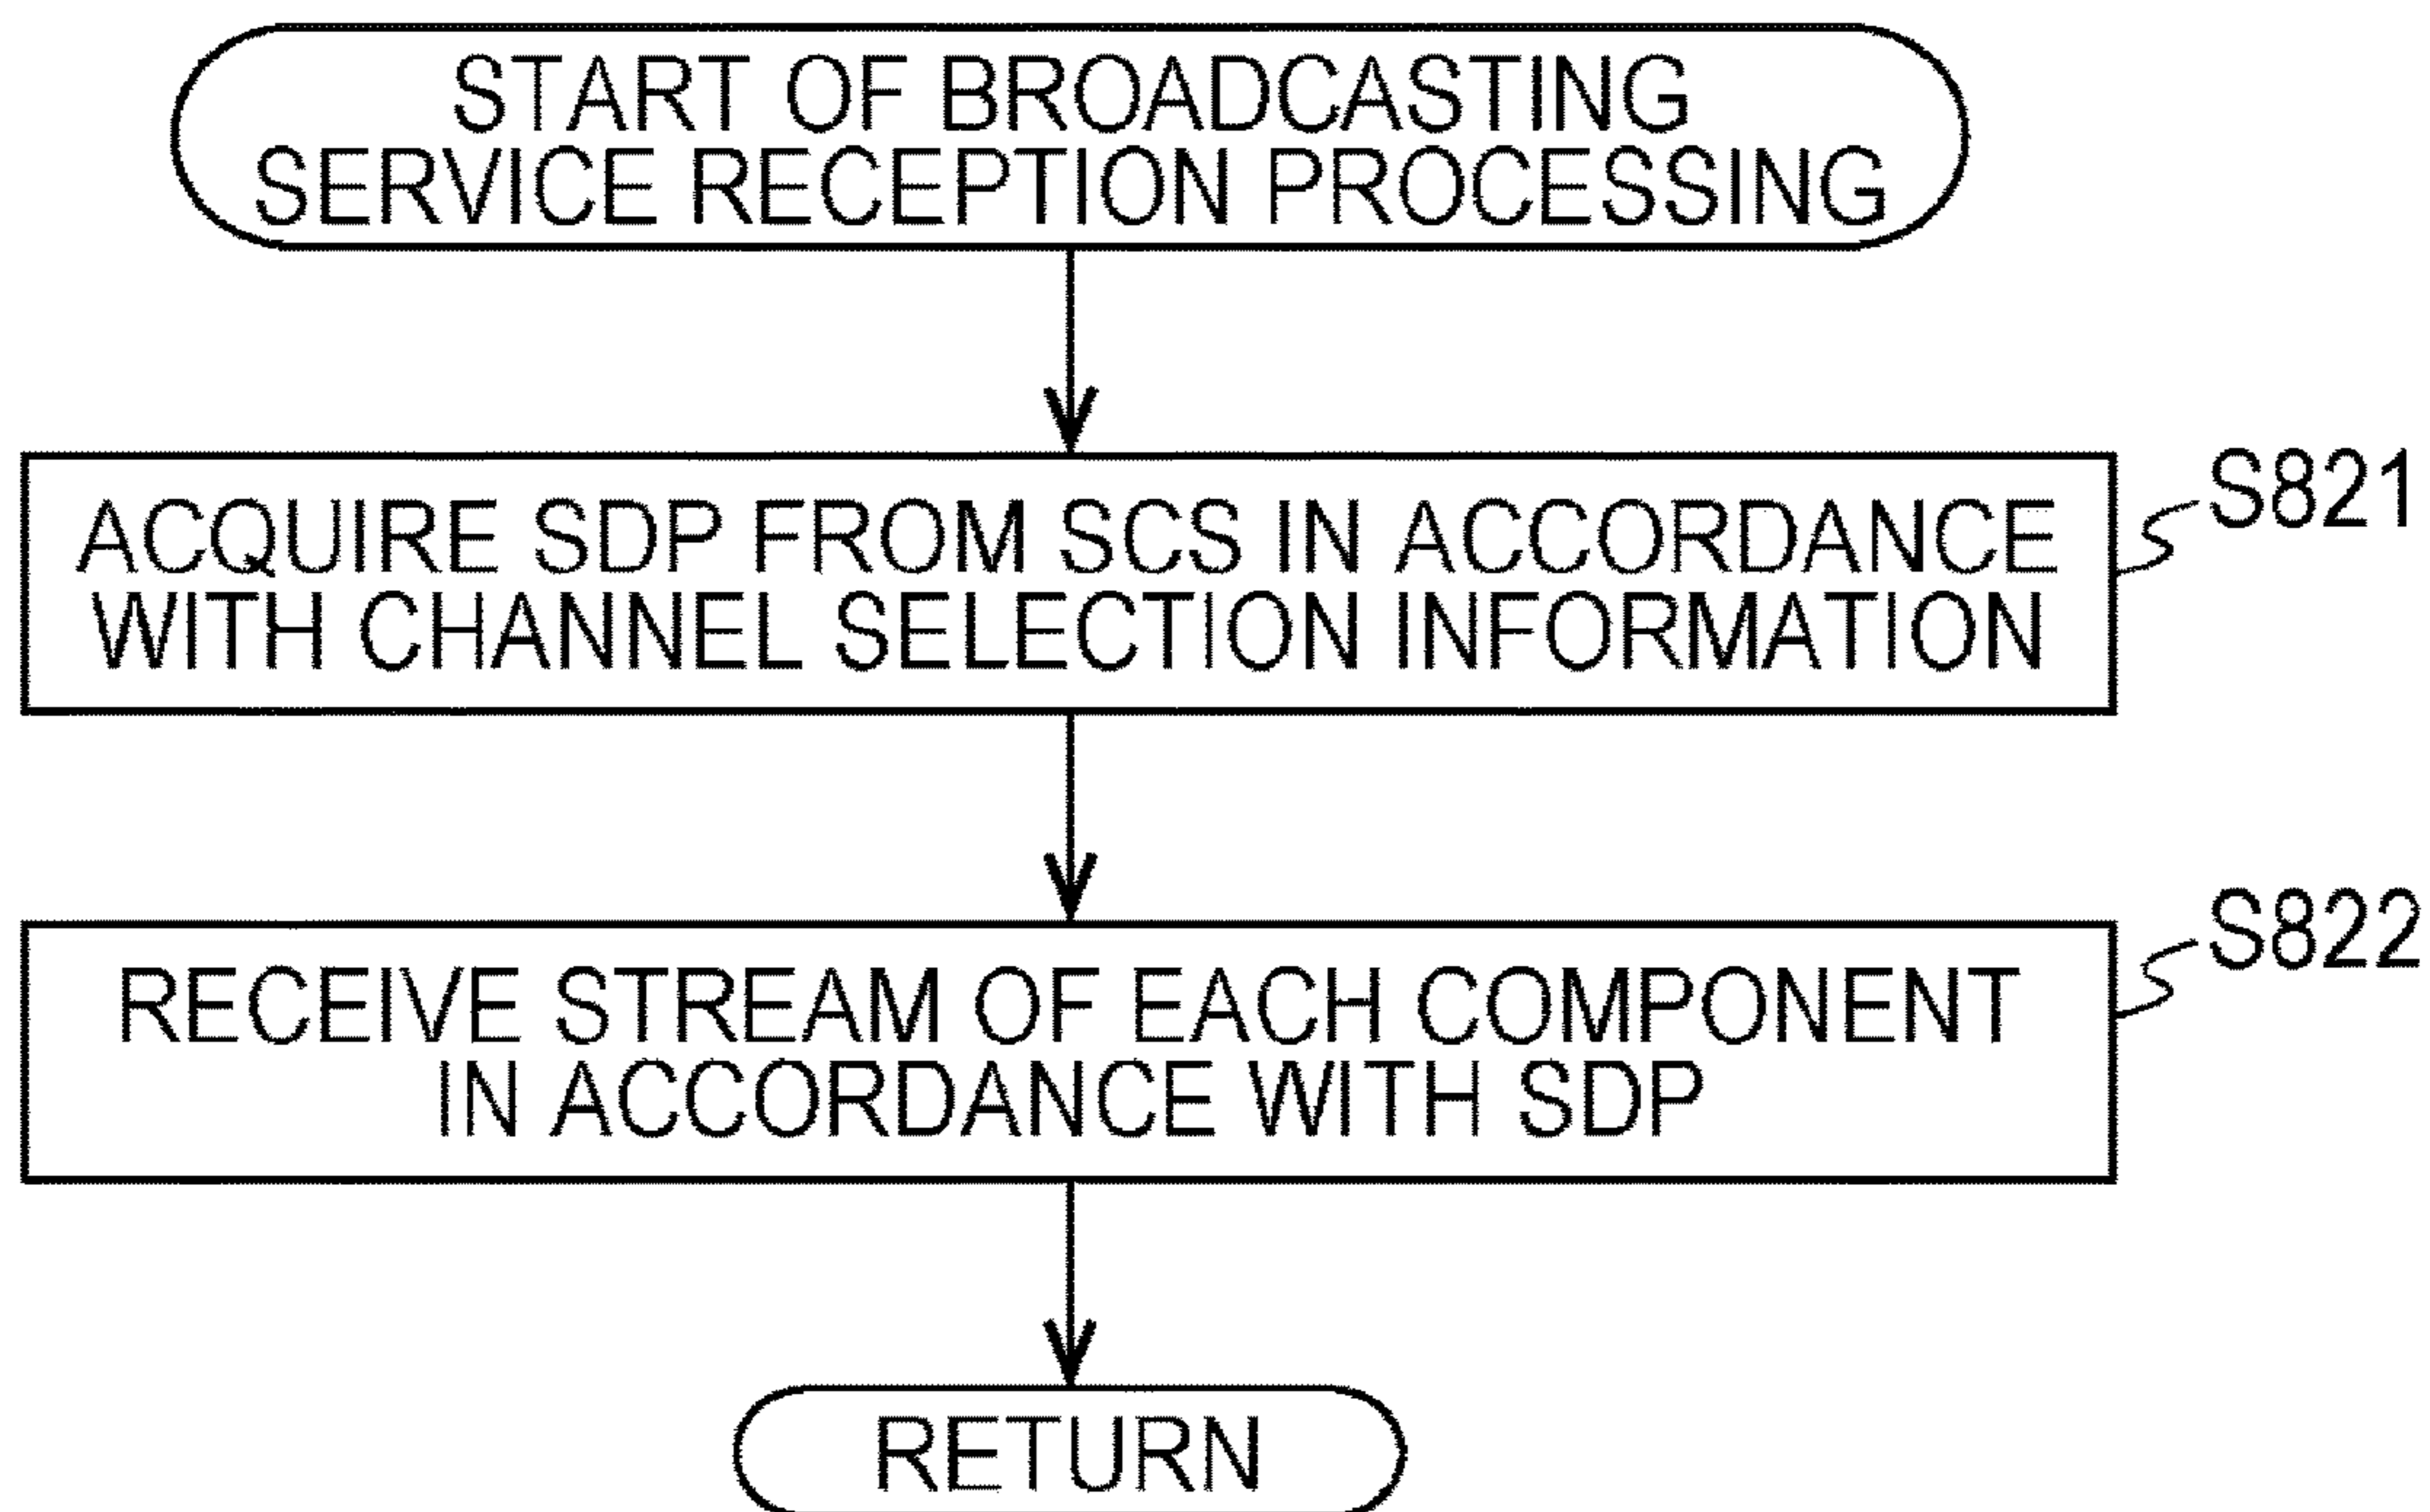 START OF BROADCASTING
SERVICE RECEPTION PROCESSING
ACQUIRE SDP FROM SCS IN ACCORDANCE
WITH CHANNEL SELECTION INFORMATION
S821
RECEIVE STREAM OF EACH COMPONENT
IN ACCORDANCE WITH SDP
S822
RETURN